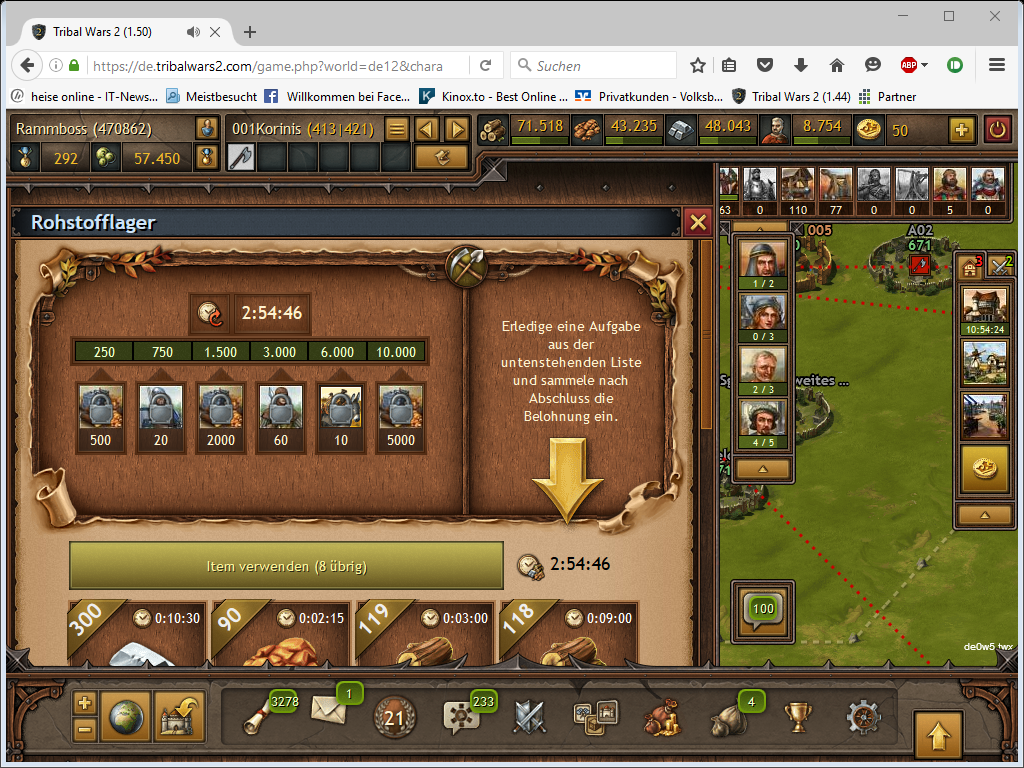 Tribal Wars 2 (1.50)
https://de.tribalwars2.com/game.php?world=de12&chara
Suchen
ABP
heise online - IT-News...
Meistbesucht
Willkommen bei Face...
Kinox.to - Best Online ...
Privatkunden - Volksb...
Tribal Wars 2 (1.44)
Partner
Rammboss (470862)
001Korinis (413|421)
71.518
43.235
48.043
8.754
50
292
57.450
63
0
110
77
0
0
5
0
Rohstofflager
005
A02
671
3
2
1 / 2
10:54:24
2:54:46
0 / 3
250
750
1.500
3.000
6.000
10.000
500
20
2000
60
10
5000
Erledige eine Aufgabe
aus der
untenstehenden Liste
und sammele nach
Abschluss die
Belohnung ein.
2 / 3
weites ...
4 / 5
Item verwenden (8 übrig)
2:54:46
300
0:10:30
90
0:02:15
119
0:03:00
118
0:09:00
100
de0w5 twx
3278
1
21
233
4